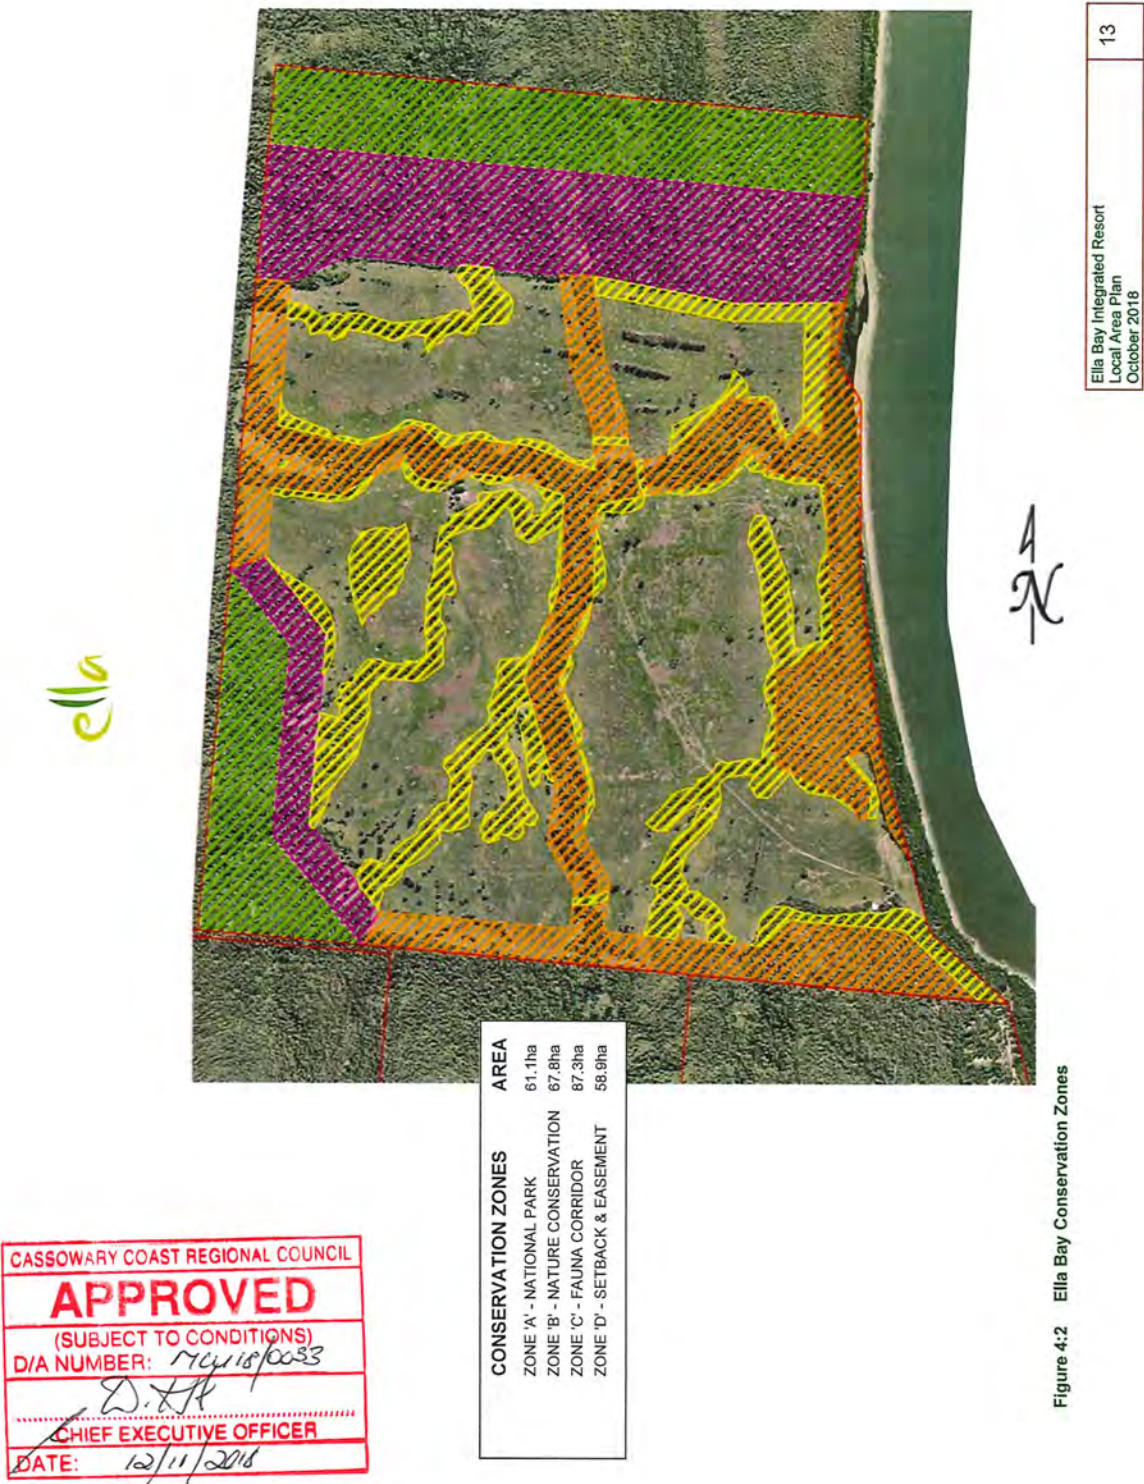 ella
CONSERVATION ZONES AREA
ZONE 'A' - NATIONAL PARK 61.1ha
ZONE 'B' - NATURE CONSERVATION 67.8ha
ZONE 'C' - FAUNA CORRIDOR 87.3ha
ZONE 'D' - SETBACK & EASEMENT 58.9ha
N
Figure 4:2 Ella Bay Conservation Zones
Ella Bay Integrated Resort
Local Area Plan
October 2018
13
CASSOWARY COAST REGIONAL COUNCIL
APPROVED
(SUBJECT TO CONDITIONS)
D/A NUMBER: MCU18/0033
CHIEF EXECUTIVE OFFICER
DATE: 12/11/2018